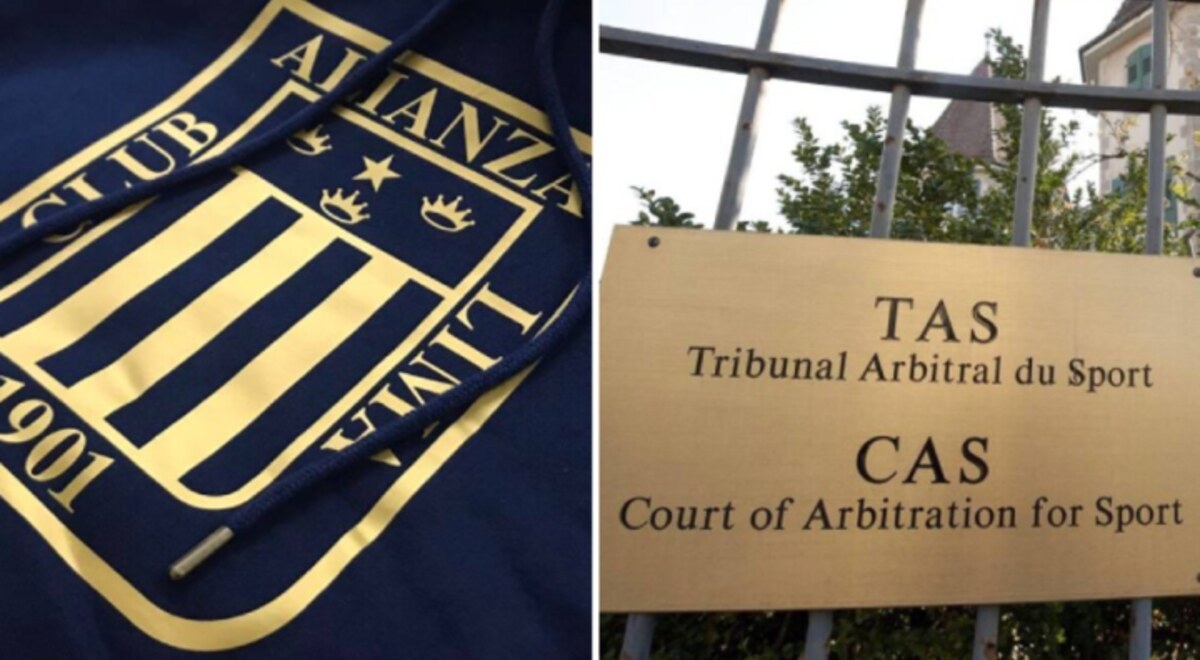 CLUB
ALIANZA
LIMA
1901
TAS
Tribunal Arbitral du Sport
CAS
Court of Arbitration for Sport